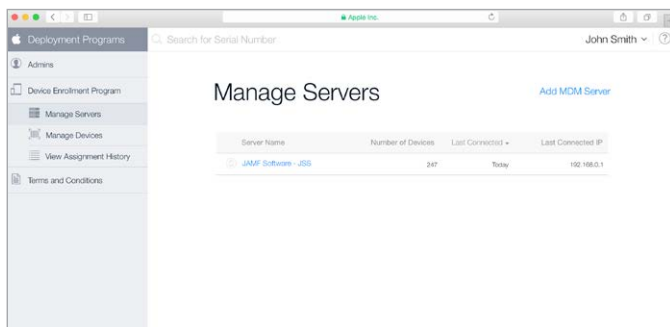 Apple Inc.
Deployment Programs
Search for Serial Number
John Smith
?
Admins
Device Enrollment Program
Manage Servers
Manage Devices
View Assignment History
Terms and Conditions
Manage Servers
Add MDM Server
Server Name Number of Devices Last Connected Last Connected IP
JAMF Software - JSS 247 Today 192.168.0.1